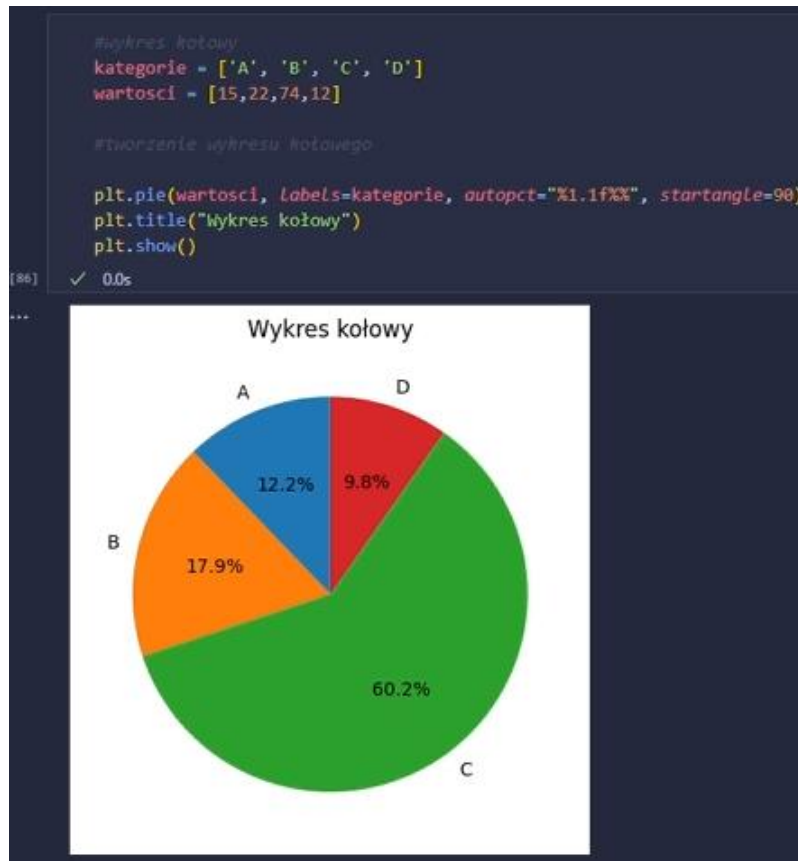 #wykres kołowy
kategorie = ['A', 'B', 'C', 'D']
wartosci = [15,22,74,12]
#tworzenie wykresu kołowego
plt.pie(wartosci, labels=kategorie, autopct="%1.1f%%", startangle=90)
plt.title("Wykres kołowy")
plt.show()
[86] ✓ 0.0s
...
Wykres kołowy
A D
12.2% 9.8%
B 17.9%
60.2%
C